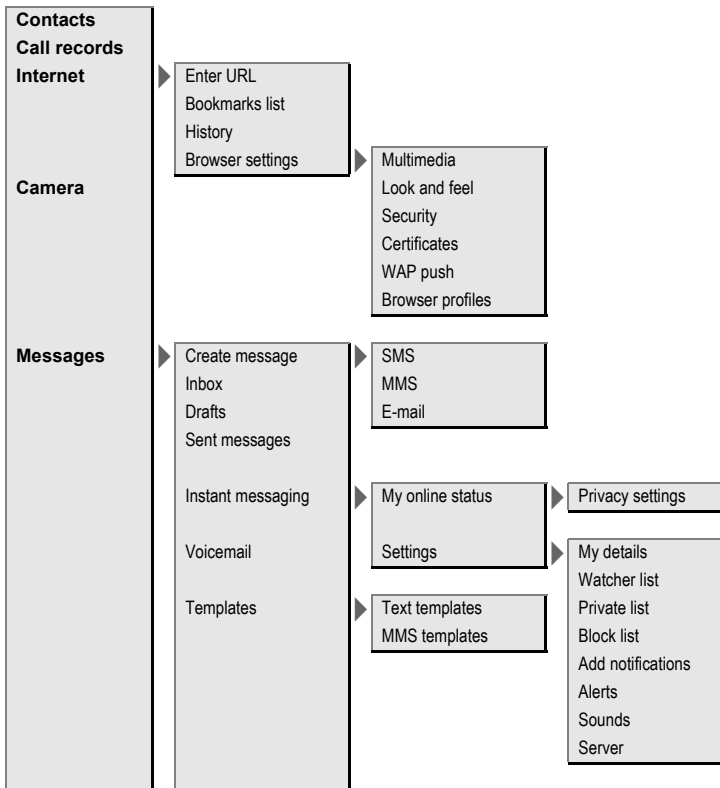 Contacts
Call records
Internet
Enter URL
Bookmarks list
History
Browser settings
Multimedia
Look and feel
Security
Certificates
WAP push
Browser profiles
Camera
Messages
Create message
SMS
MMS
E-mail
Inbox
Drafts
Sent messages
Instant messaging
My online status
Privacy settings
Settings
My details
Watcher list
Private list
Block list
Add notifications
Alerts
Sounds
Server
Voicemail
Templates
Text templates
MMS templates